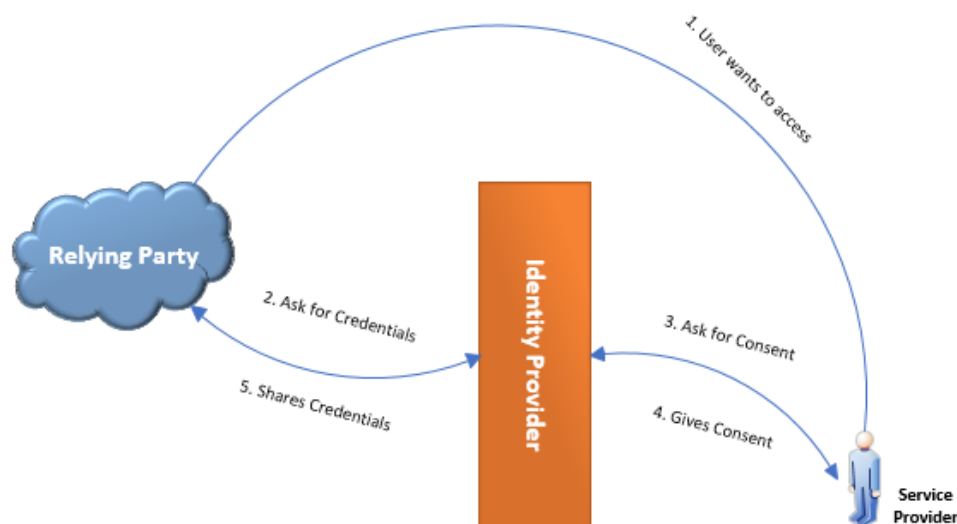 1. User wants to access
Relying Party
Identity Provider
2. Ask for Credentials
3. Ask for Consent
5. Shares Credentials
4. Gives Consent
Service
Provider